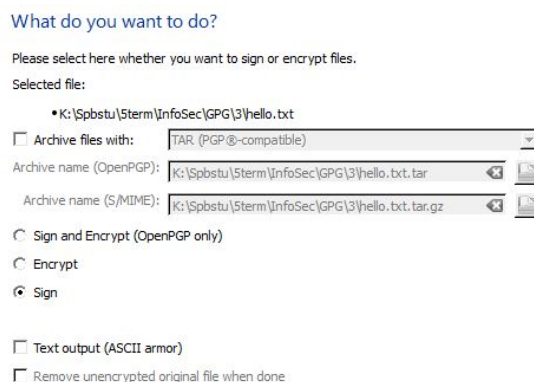 What do you want to do?
Please select here whether you want to sign or encrypt files.
Selected file:
•K:\Spbstu\5term\InfoSec\GPG\3\hello.txt
Archive files with: TAR (PGP®-compatible)
Archive name (OpenPGP): K:\Spbstu\5term\InfoSec\GPG\3\hello.txt.tar
Archive name (S/MIME): K:\Spbstu\5term\InfoSec\GPG\3\hello.txt.tar.gz
Sign and Encrypt (OpenPGP only)
Encrypt
Sign
Text output (ASCII armor)
Remove unencrypted original file when done